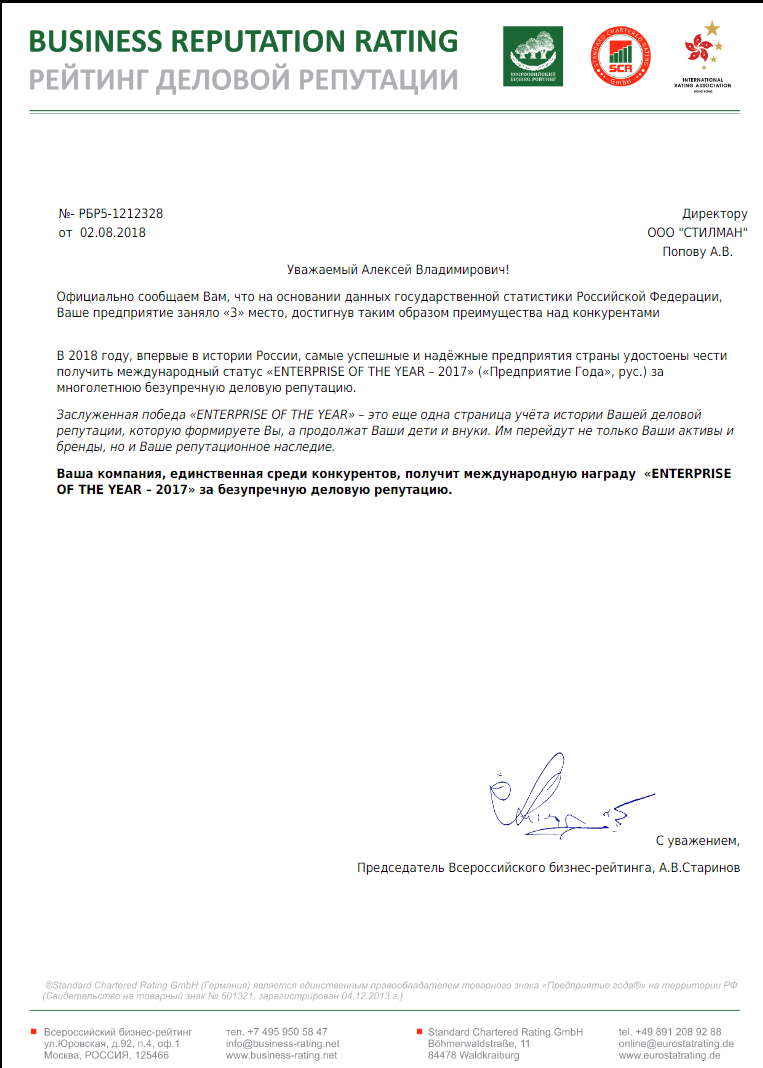 BUSINESS REPUTATION RATING
РЕЙТИНГ ДЕЛОВОЙ РЕПУТАЦИИ
ВСЕРОССИЙСКИЙ
БИЗНЕС-РЕЙТИНГ
STANDARD CHARTERED RATING
SCR
GmbH
INTERNATIONAL
RATING ASSOCIATION
HONG KONG
№- РБР5-1212328
от 02.08.2018
Директору
ООО "СТИЛМАН"
Попову А.В.
Уважаемый Алексей Владимирович!
Официально сообщаем Вам, что на основании данных государственной статистики Российской Федерации,
Ваше предприятие заняло «3» место, достигнув таким образом преимущества над конкурентами
В 2018 году, впервые в истории России, самые успешные и надёжные предприятия страны удостоены чести
получить международный статус «ENTERPRISE OF THE YEAR – 2017» («Предприятие Года», рус.) за
многолетнюю безупречную деловую репутацию.
Заслуженная победа «ENTERPRISE OF THE YEAR» – это еще одна страница учёта истории Вашей деловой
репутации, которую формируете Вы, а продолжат Ваши дети и внуки. Им перейдут не только Ваши активы и
бренды, но и Ваше репутационное наследие.
Ваша компания, единственная среди конкурентов, получит международную награду «ENTERPRISE
OF THE YEAR – 2017» за безупречную деловую репутацию.
С уважением,
Председатель Всероссийского бизнес-рейтинга, А.В.Старинов
®Standard Chartered Rating GmbH (Германия) является единственным правообладателем товарного знака «Предприятие года®» на территории РФ
(Свидетельство на товарный знак № 501321, зарегистрирован 04.12.2013 г.)
Всероссийский бизнес-рейтинг
ул.Юровская, д.92, п.4, оф.1
Москва, РОССИЯ, 125466
тел. +7 495 950 58 47
info@business-rating.net
www.business-rating.net
Standard Chartered Rating GmbH
Böhmerwaldstraße, 11
84478 Waldkraiburg
tel. +49 891 208 92 88
online@eurostatrating.de
www.eurostatrating.de